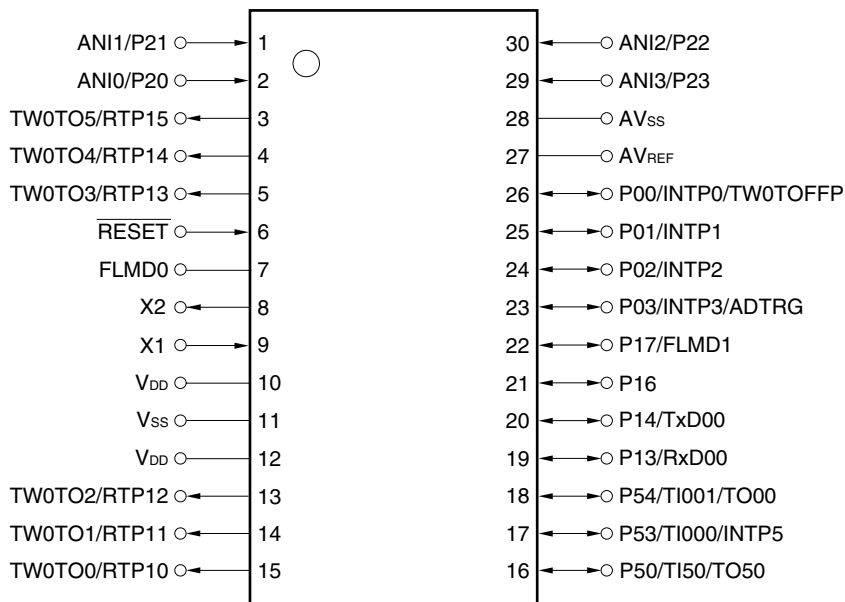 ANI1/P21 1 30 ANI2/P22
ANI0/P20 2 29 ANI3/P23
TW0TO5/RTP15 3 28 AVSS
TW0TO4/RTP14 4 27 AVREF
TW0TO3/RTP13 5 26 P00/INTP0/TW0TOFFP
RESET 6 25 P01/INTP1
FLMD0 7 24 P02/INTP2
X2 8 23 P03/INTP3/ADTRG
X1 9 22 P17/FLMD1
VDD 10 21 P16
VSS 11 20 P14/TxD00
VDD 12 19 P13/RxD00
TW0TO2/RTP12 13 18 P54/TI001/TO00
TW0TO1/RTP11 14 17 P53/TI000/INTP5
TW0TO0/RTP10 15 16 P50/TI50/TO50